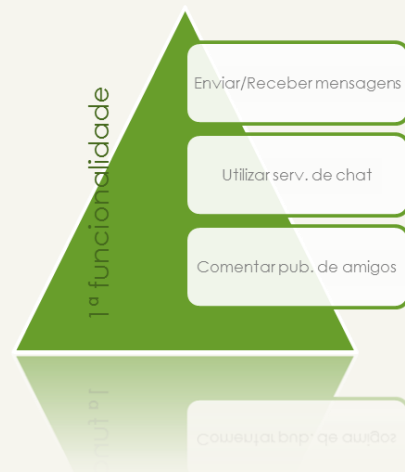 1ª funcionalidade
Enviar/Receber mensagens
Utilizar serv. de chat
Comentar pub. de amigos